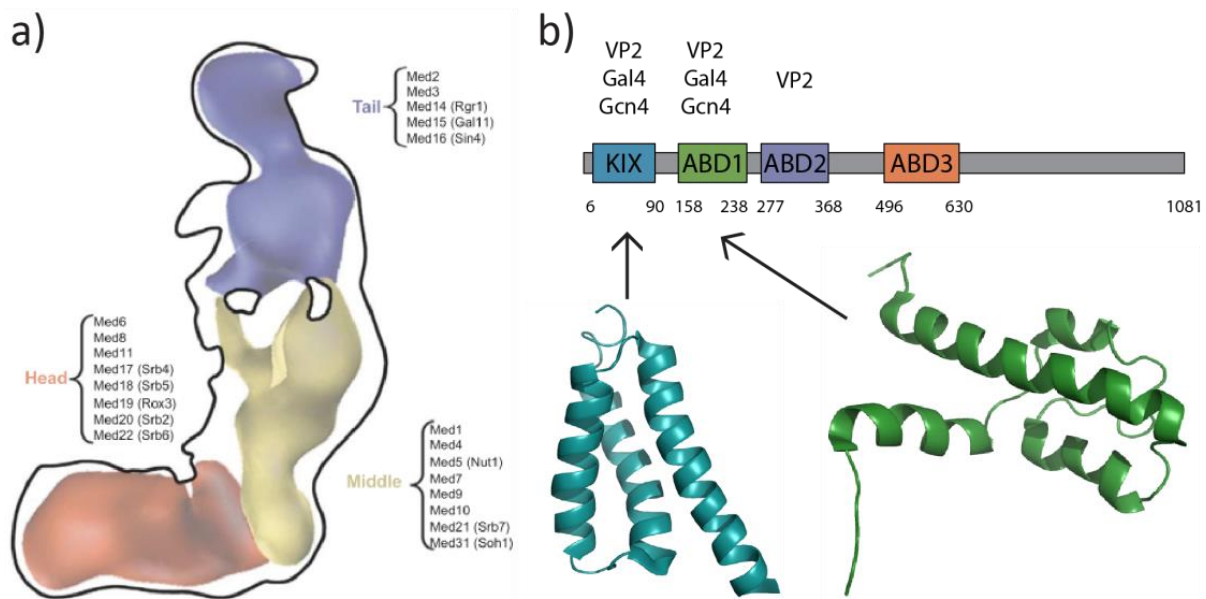 a)
Tail
Med2
Med3
Med14 (Rgr1)
Med15 (Gal11)
Med16 (Sin4)
Head
Med6
Med8
Med11
Med17 (Srb4)
Med18 (Srb5)
Med19 (Rox3)
Med20 (Srb2)
Med22 (Srb6)
Middle
Med1
Med4
Med5 (Nut1)
Med7
Med9
Med10
Med21 (Srb7)
Med31 (Soh1)
b)
VP2 VP2
Gal4 Gal4 VP2
Gcn4 Gcn4
KIX ABD1 ABD2 ABD3
6 90 158 238 277 368 496 630 1081